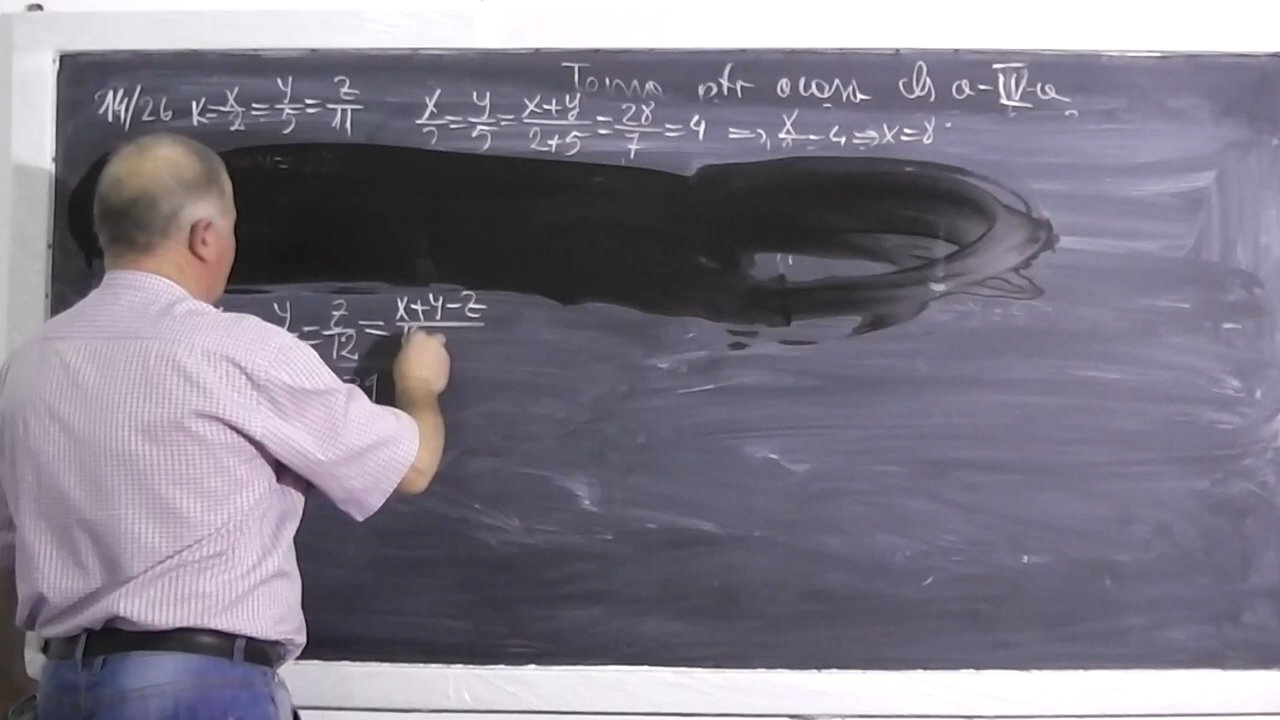 Tema ptr acasă cls a-IV-a
14/26 K=x/2=y/5=z/11 x/2=y/5=x+y/2+5=28/7=4 => x/2=4=>x=8
y/ =z/12=x+y-z/
39